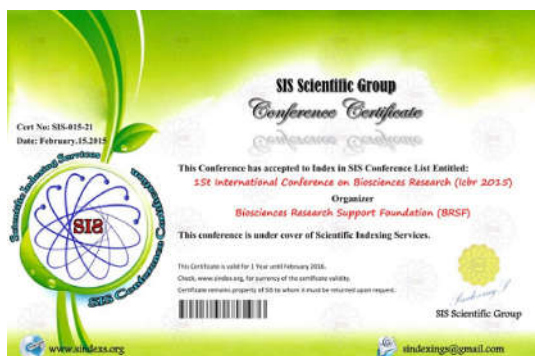 SIS Scientific Group
Conference Certificate
Cert No: SIS-015-21
Date: February.15.2015
Scientific Indexing Services
SIS
SIS Conference
This Conference has accepted to Index in SIS Conference List Entitled:
1St International Conference on Biosciences Research (Icbr 2015)
Organizer
Biosciences Research Support Foundation (BRSF)
This conference is under cover of Scientific Indexing Services.
This Certificate is valid for 1 Year until February 2016.
Check, www.sindex.org, for currency of the certificate validity.
Certificate remains property of SIS to whom it must be returned upon request.
SIS Scientific Group
www.sindexs.org
sindexings@gmail.com